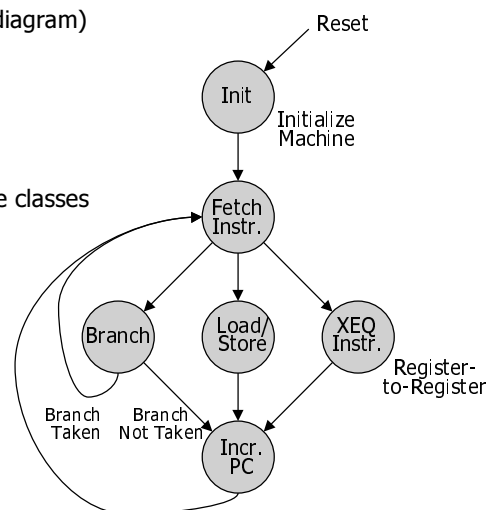 diagram)
Reset
Init
Initialize
Machine
e classes
Fetch
Instr.
Branch
Load/
Store
XEQ
Instr.
Register-
to-Register
Branch
Taken
Branch
Not Taken
Incr.
PC